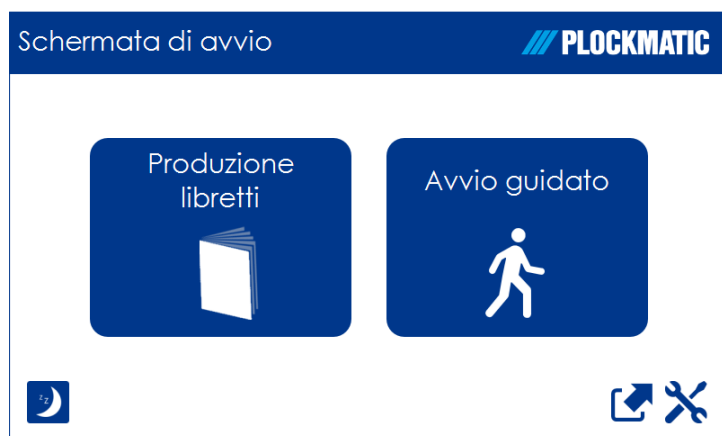 Schermata di avvio
PLOCKMATIC
Produzione
libretti
Avvio guidato
z z